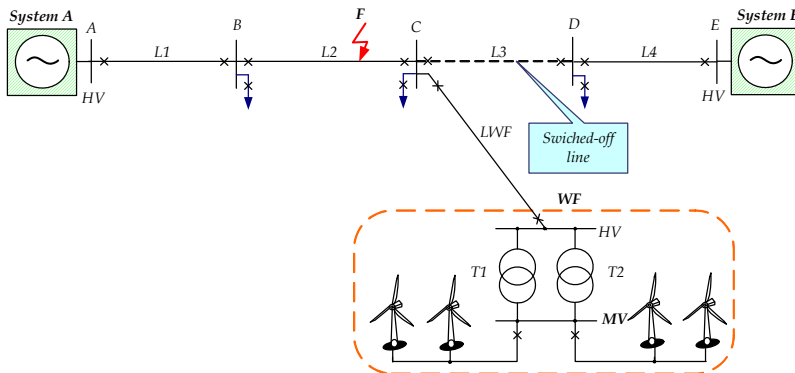 System A
A
B
F
C
D
E
System E
L1
L2
L3
L4
HV
HV
LWF
Swiched-off
line
WF
HV
T1
T2
MV